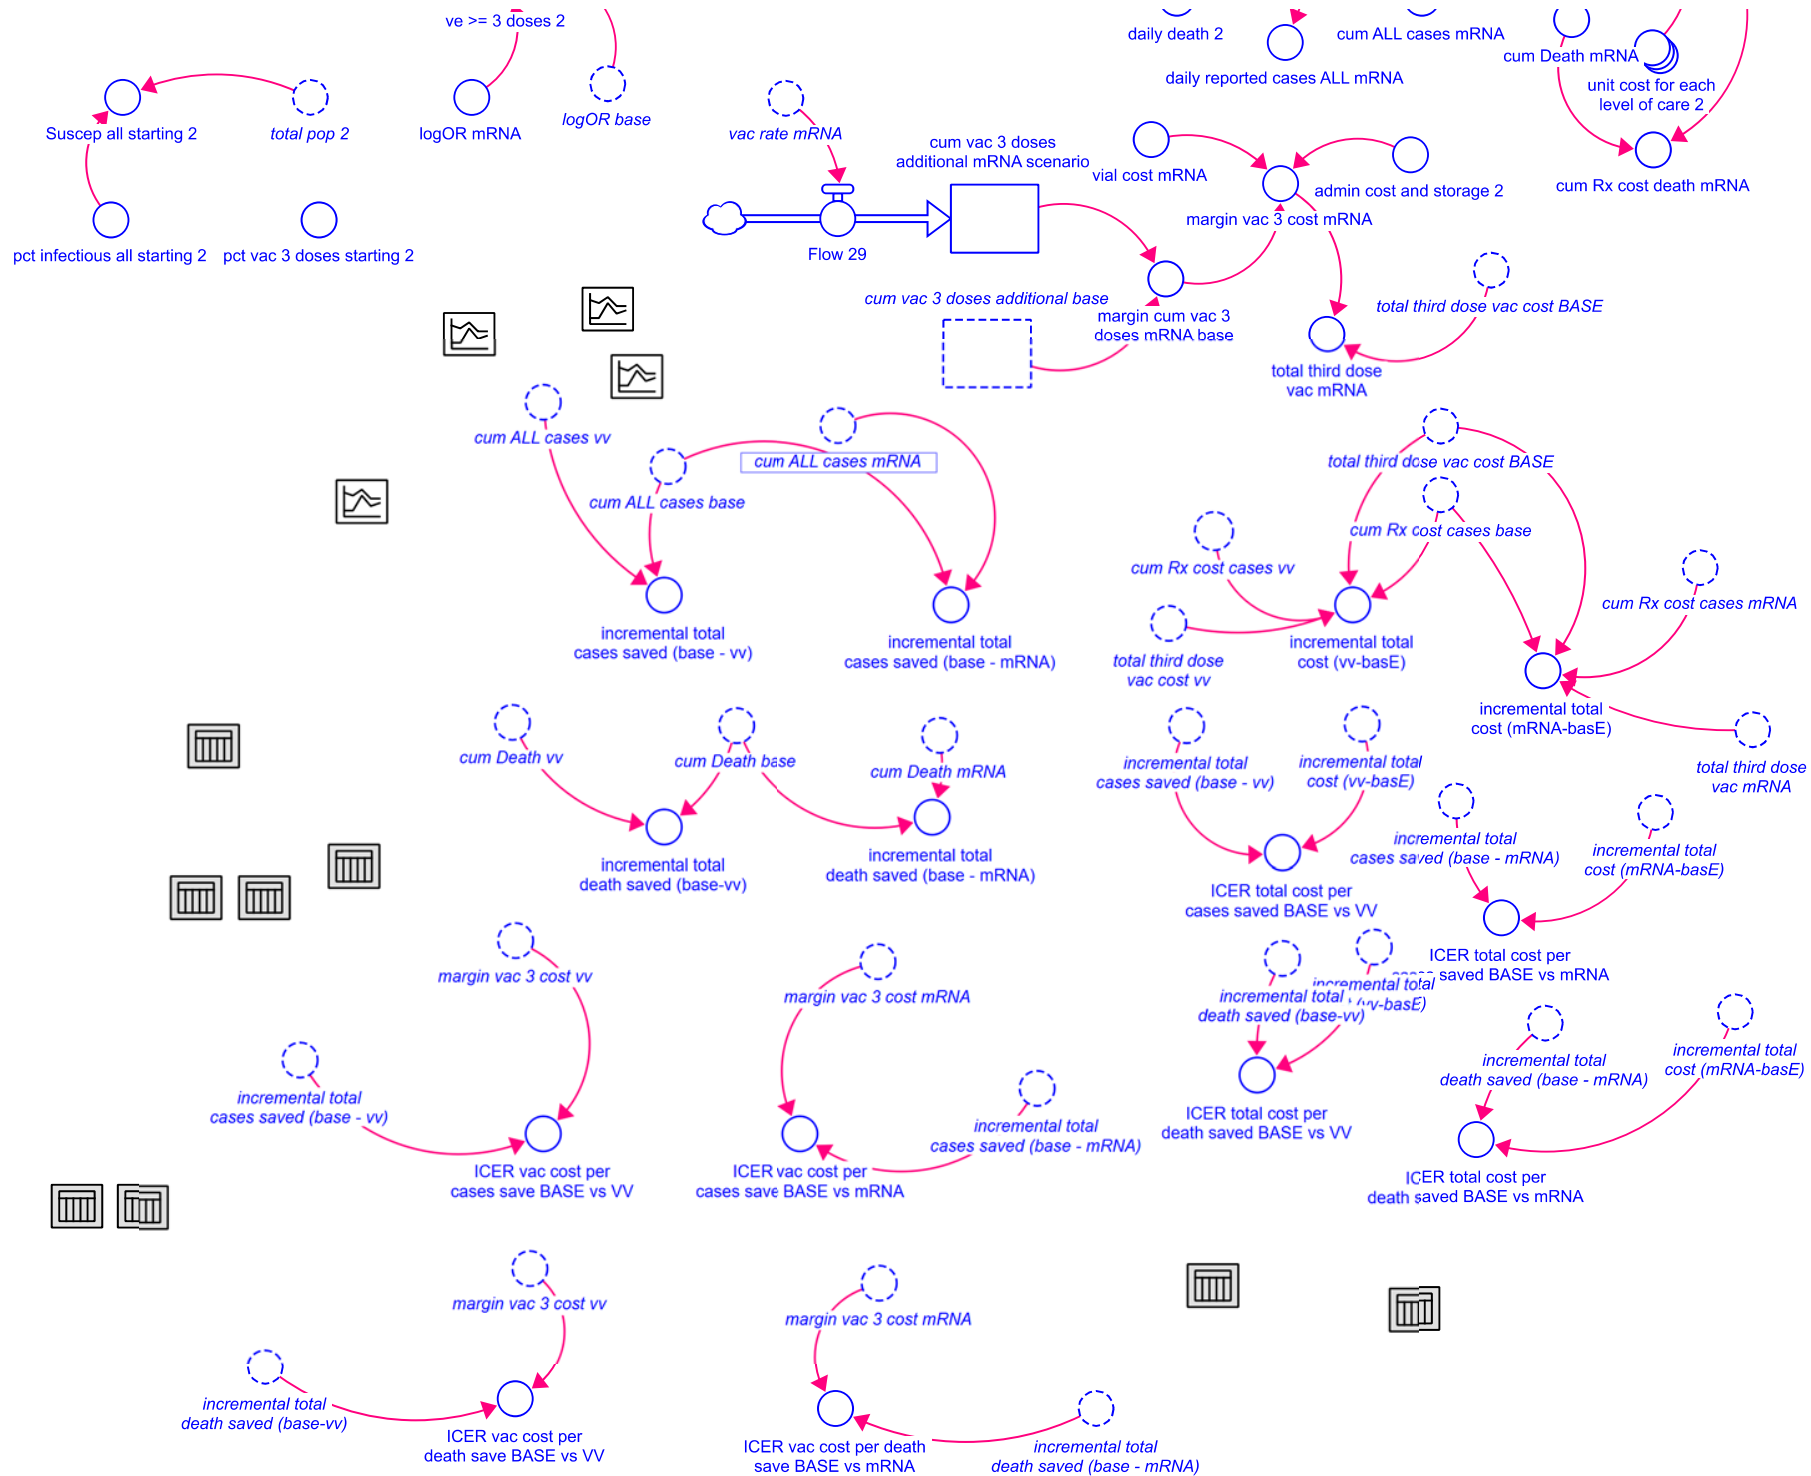 ve >= 3 doses 2
daily death 2
cum ALL cases mRNA
daily reported cases ALL mRNA
cum Death mRNA
unit cost for each
level of care 2
Suscep all starting 2
total pop 2
logOR mRNA
logOR base
vac rate mRNA
cum vac 3 doses
additional mRNA scenario
vial cost mRNA
admin cost and storage 2
cum Rx cost death mRNA
margin vac 3 cost mRNA
pct infectious all starting 2
pct vac 3 doses starting 2
Flow 29
cum vac 3 doses additional base
margin cum vac 3
doses mRNA base
total third dose vac cost BASE
total third dose
vac mRNA
cum ALL cases vv
cum ALL cases mRNA
cum ALL cases base
total third dose vac cost BASE
cum Rx cost cases base
cum Rx cost cases vv
cum Rx cost cases mRNA
incremental total
cases saved (base - vv)
incremental total
cases saved (base - mRNA)
incremental total
cost (vv-basE)
total third dose
vac cost vv
incremental total
cost (mRNA-basE)
cum Death vv
cum Death base
cum Death mRNA
incremental total
cases saved (base - vv)
incremental total
cost (vv-basE)
total third dose
vac mRNA
incremental total
death saved (base-vv)
incremental total
death saved (base - mRNA)
incremental total
cases saved (base - mRNA)
incremental total
cost (mRNA-basE)
ICER total cost per
cases saved BASE vs VV
ICER total cost per
cases saved BASE vs mRNA
margin vac 3 cost vv
margin vac 3 cost mRNA
incremental total
(vv-basE)
incremental total
death saved (base-vv)
incremental total
death saved (base - mRNA)
incremental total
cost (mRNA-basE)
incremental total
cases saved (base - vv)
incremental total
cases saved (base - mRNA)
ICER total cost per
death saved BASE vs VV
ICER vac cost per
cases save BASE vs VV
ICER vac cost per
cases save BASE vs mRNA
ICER total cost per
death saved BASE vs mRNA
margin vac 3 cost vv
margin vac 3 cost mRNA
incremental total
death saved (base-vv)
ICER vac cost per
death save BASE vs VV
ICER vac cost per death
save BASE vs mRNA
incremental total
death saved (base - mRNA)